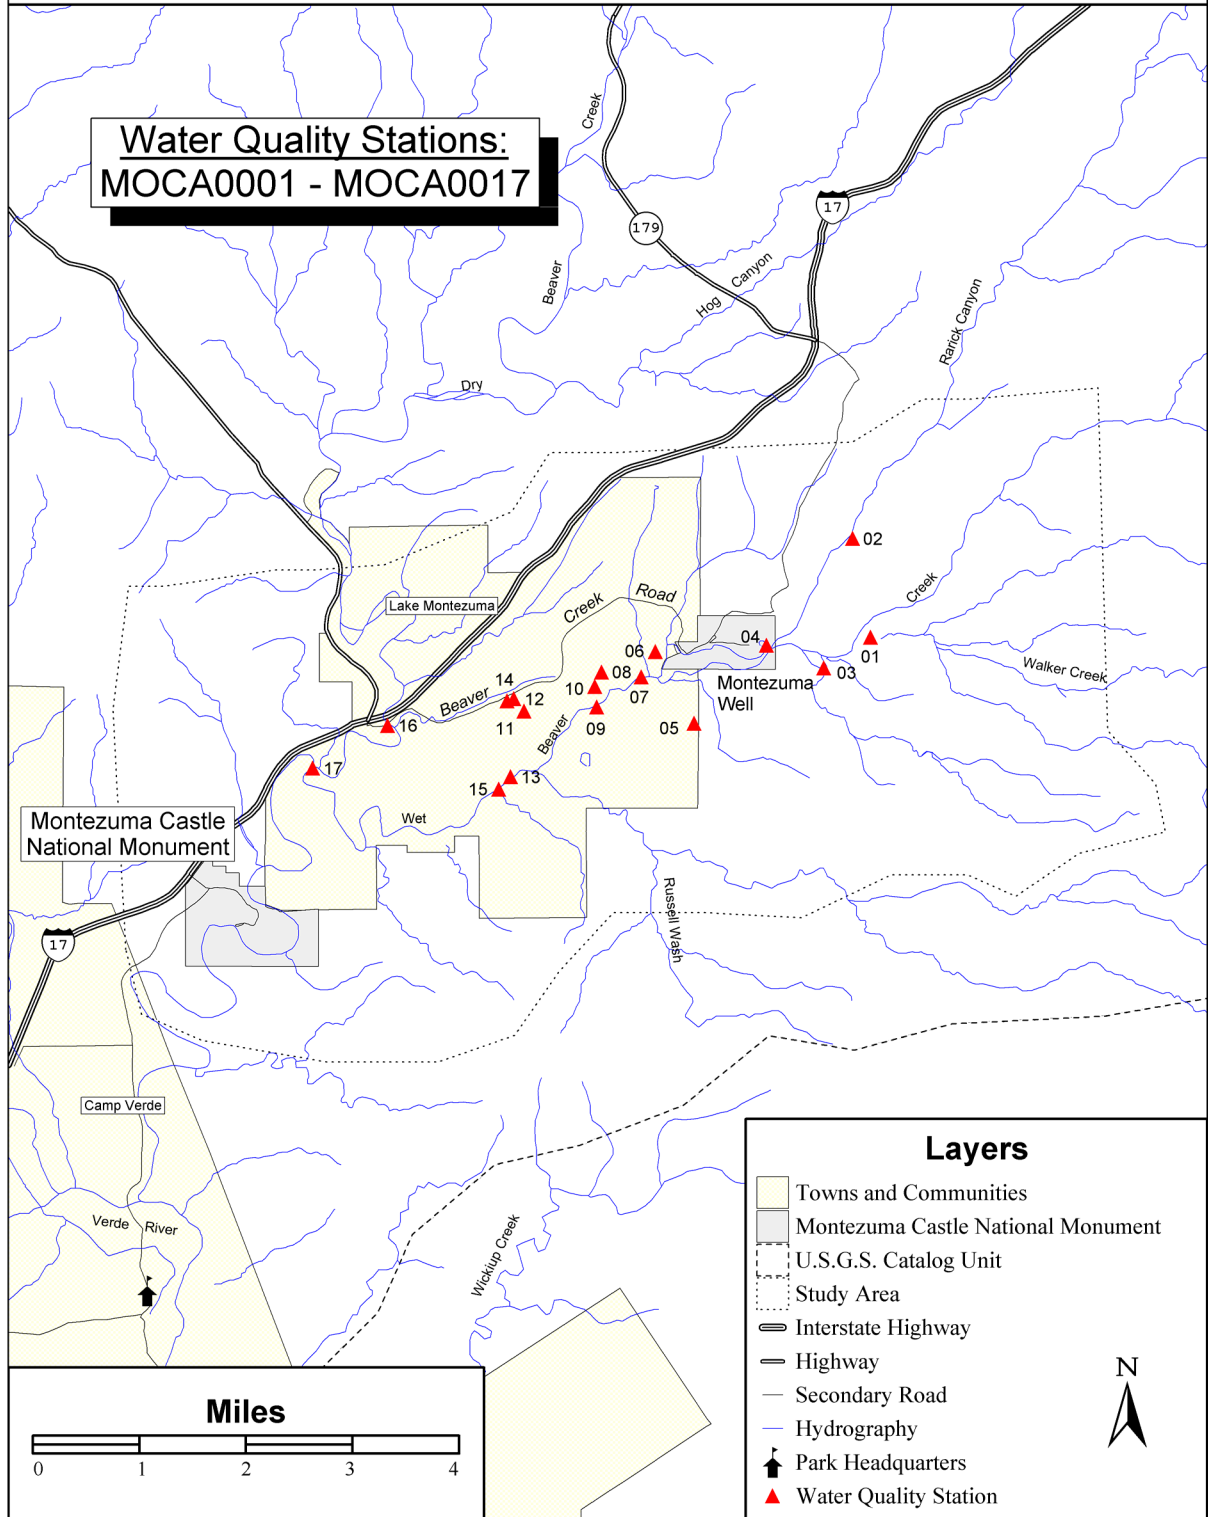 Water Quality Stations:
MOCA0001 - MOCA0017
Creek
17
179
Hog Canyon
Beaver
Rarick Canyon
Dry
02
Creek
Lake Montezuma
Creek Road
04
06
01
03
Walker Creek
08
07
Montezuma
Well
10
14
12
11
Beaver
09
05
Beaver
16
17
13
15
Wet
Montezuma Castle
National Monument
Russell Wash
17
Camp Verde
Verde River
Wickiup Creek
Layers
Towns and Communities
Montezuma Castle National Monument
U.S.G.S. Catalog Unit
Study Area
Interstate Highway
Highway
Secondary Road
Hydrography
Park Headquarters
Water Quality Station
N
Miles
0 1 2 3 4